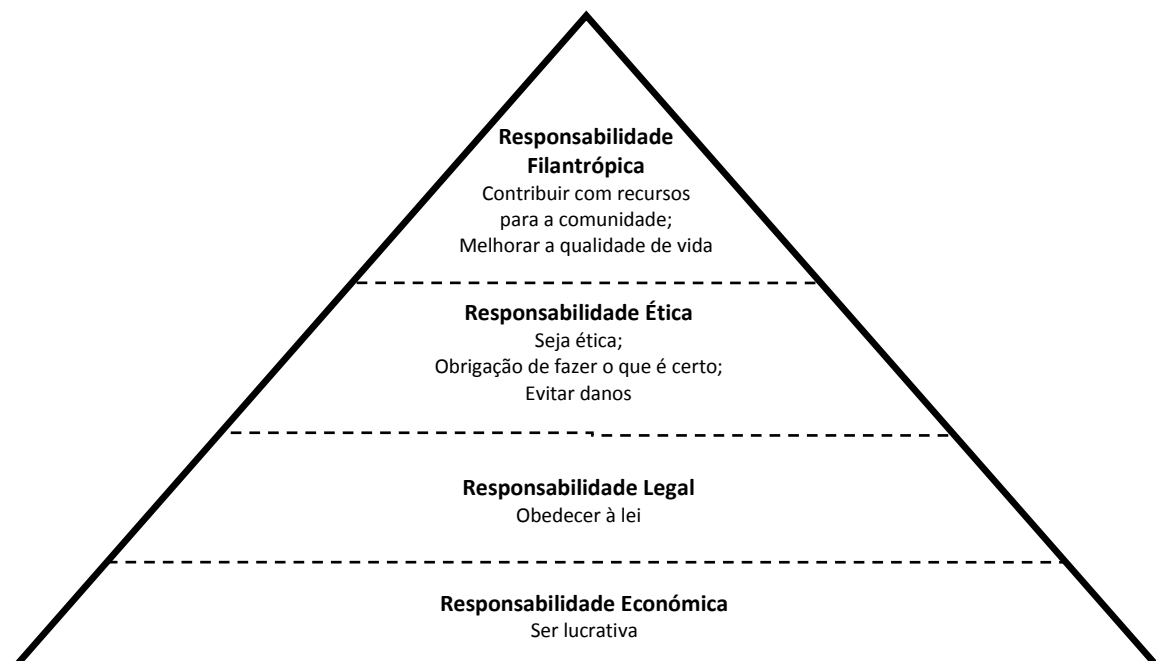 Responsabilidade
Filantrópica
Contribuir com recursos
para a comunidade;
Melhorar a qualidade de vida
Responsabilidade Ética
Seja ética;
Obrigação de fazer o que é certo;
Evitar danos
Responsabilidade Legal
Obedecer à lei
Responsabilidade Económica
Ser lucrativa